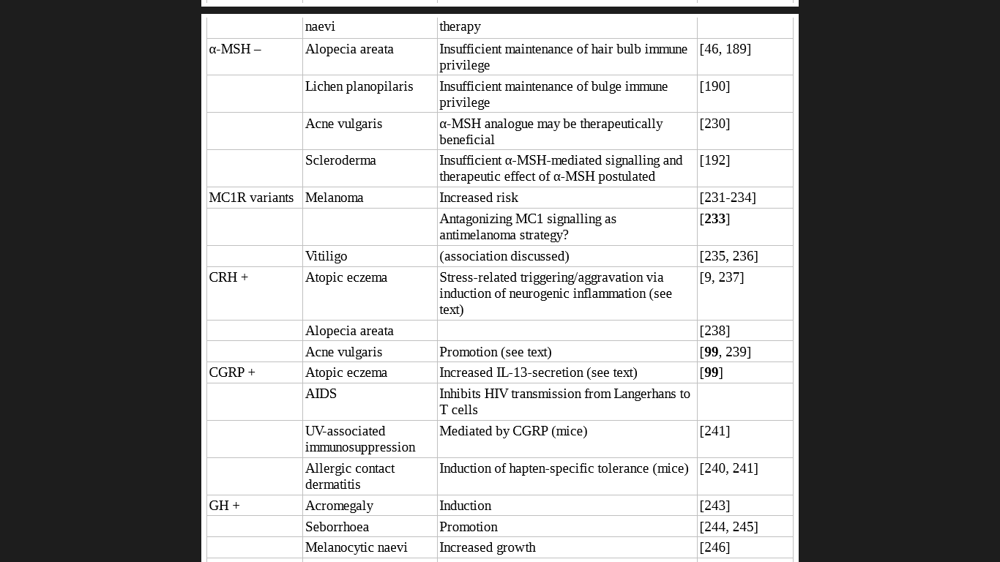 naevi therapy
α-MSH – Alopecia areata Insufficient maintenance of hair bulb immune [46, 189]
privilege
Lichen planopilaris Insufficient maintenance of bulge immune [190]
privilege
Acne vulgaris α-MSH analogue may be therapeutically [230]
beneficial
Scleroderma Insufficient α-MSH-mediated signalling and [192]
therapeutic effect of α-MSH postulated
MC1R variants Melanoma Increased risk [231-234]
Antagonizing MC1 signalling as [233]
antimelanoma strategy?
Vitiligo (association discussed) [235, 236]
CRH + Atopic eczema Stress-related triggering/aggravation via [9, 237]
induction of neurogenic inflammation (see
text)
Alopecia areata [238]
Acne vulgaris Promotion (see text) [99, 239]
CGRP + Atopic eczema Increased IL-13-secretion (see text) [99]
AIDS Inhibits HIV transmission from Langerhans to
T cells
UV-associated Mediated by CGRP (mice) [241]
immunosuppression
Allergic contact Induction of hapten-specific tolerance (mice) [240, 241]
dermatitis
GH + Acromegaly Induction [243]
Seborrhoea Promotion [244, 245]
Melanocytic naevi Increased growth [246]